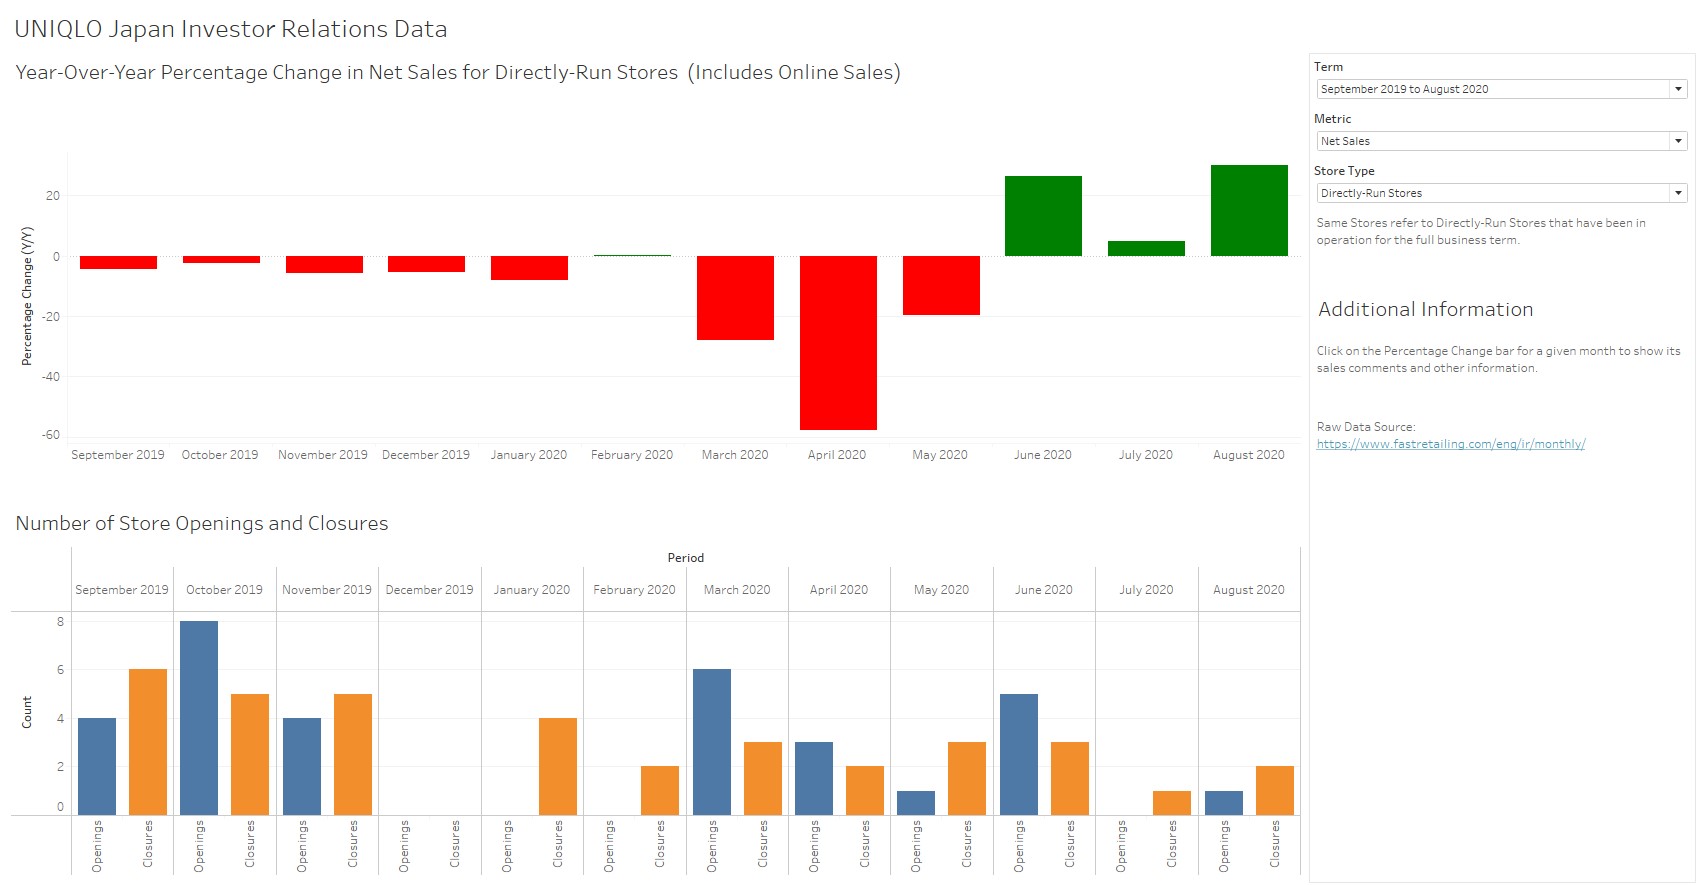 UNIQLO Japan Investor Relations Data
Year-Over-Year Percentage Change in Net Sales for Directly-Run Stores (Includes Online Sales)
Percentage Change (Y/Y)
20
0
-20
-40
-60
September 2019 October 2019 November 2019 December 2019 January 2020 February 2020 March 2020 April 2020 May 2020 June 2020 July 2020 August 2020
Number of Store Openings and Closures
Period
September 2019 October 2019 November 2019 December 2019 January 2020 February 2020 March 2020 April 2020 May 2020 June 2020 July 2020 August 2020
Count
8
6
4
2
0
Openings Closures Openings Closures Openings Closures Openings Closures Openings Closures Openings Closures Openings Closures Openings Closures Openings Closures Openings Closures Openings Closures Openings Closures
Term
September 2019 to August 2020
Metric
Net Sales
Store Type
Directly-Run Stores
Same Stores refer to Directly-Run Stores that have been in
operation for the full business term.
Additional Information
Click on the Percentage Change bar for a given month to show its
sales comments and other information.
Raw Data Source:
https://www.fastretailing.com/eng/ir/monthly/